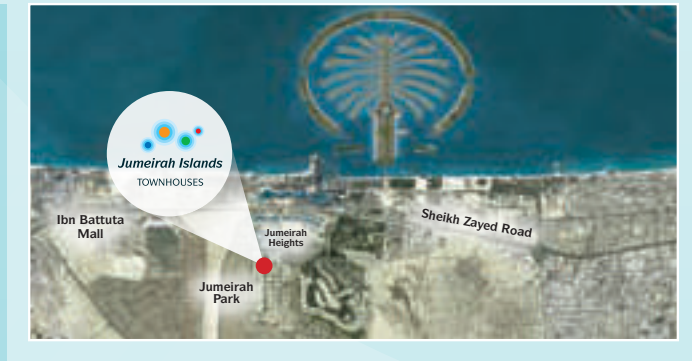 Jumeirah Islands
TOWNHOUSES
Ibn Battuta
Mall
Jumeirah
Heights
Sheikh Zayed Road
Jumeirah
Park